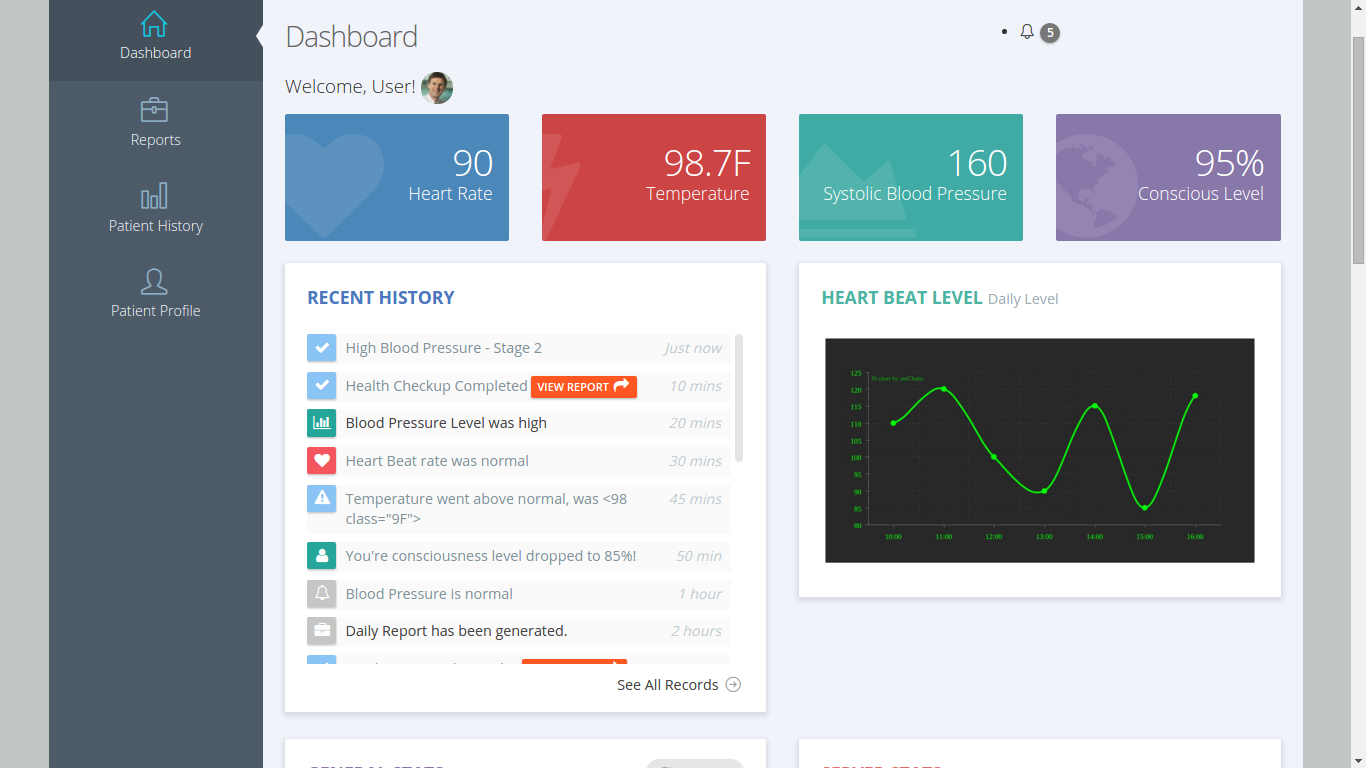 Dashboard
Reports
Patient History
Patient Profile
Dashboard
5
Welcome, User!
90
Heart Rate
98.7F
Temperature
160
Systolic Blood Pressure
95%
Conscious Level
RECENT HISTORY
High Blood Pressure - Stage 2 Just now
Health Checkup Completed VIEW REPORT 10 mins
Blood Pressure Level was high 20 mins
Heart Beat rate was normal 30 mins
Temperature went above normal, was <98 45 mins
class="9F">
You're consciousness level dropped to 85%! 50 min
Blood Pressure is normal 1 hour
Daily Report has been generated. 2 hours
See All Records
HEART BEAT LEVEL Daily Level
JS chart by amCharts
125
120
115
110
105
100
95
90
85
80
10:00 11:00 12:00 13:00 14:00 15:00 16:00
GENERAL STATS
SERVER STATS